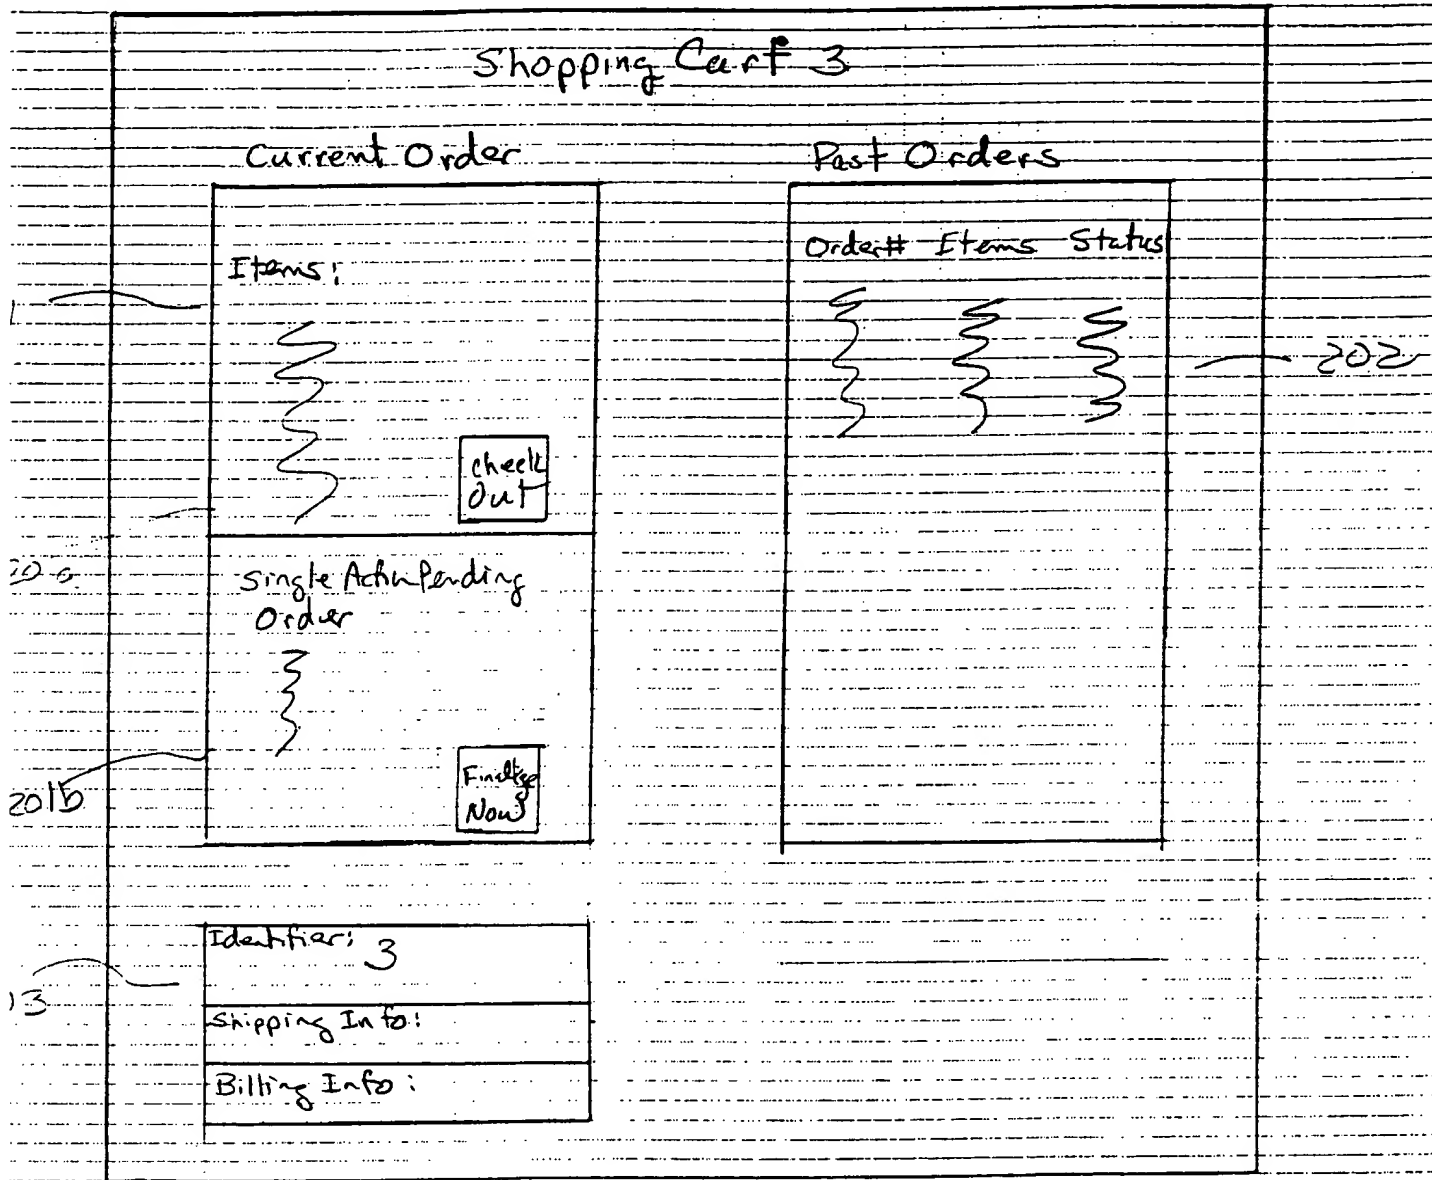 Shopping Cart 3
Current Order
Past Orders
Items:
Order# Items Status
202
Check
Out
Single Action Pending
Order
Finalize
Now
201b
Identifier: 3
Shipping Info:
Billing Info: